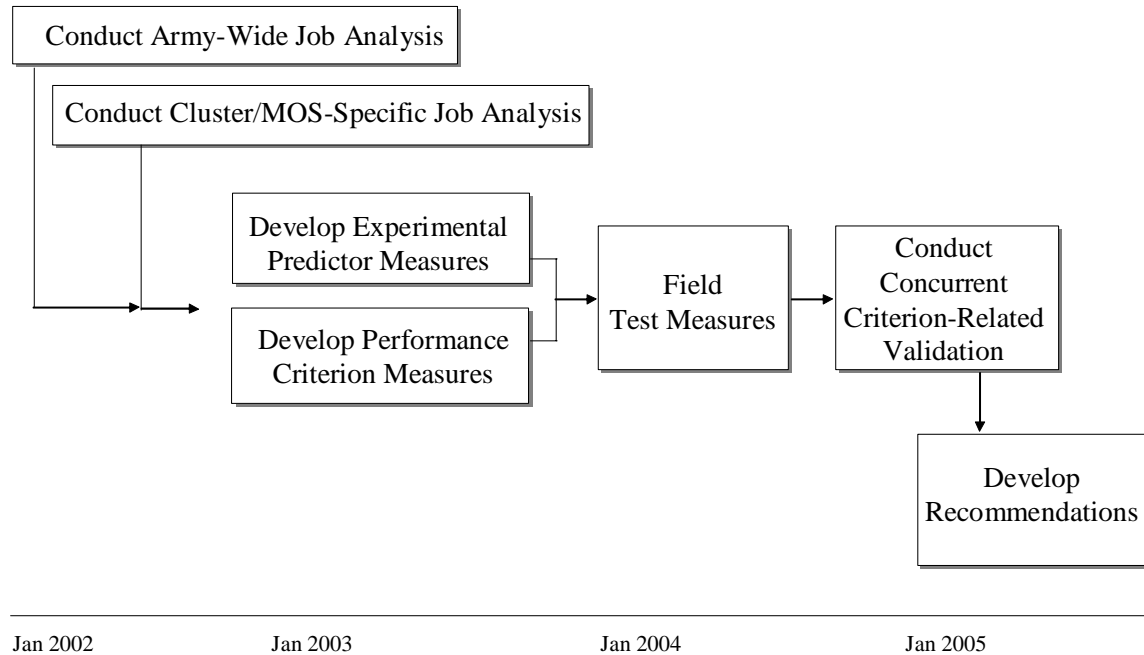 Conduct Army-Wide Job Analysis
Conduct Cluster/MOS-Specific Job Analysis
Develop Experimental
Predictor Measures
Develop Performance
Criterion Measures
Field
Test Measures
Conduct
Concurrent
Criterion-Related
Validation
Develop
Recommendations
Jan 2002
Jan 2003
Jan 2004
Jan 2005